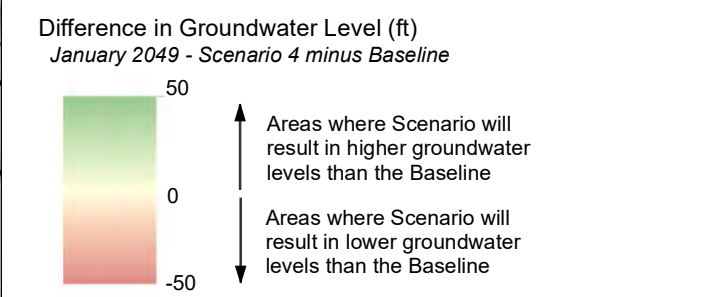 Difference in Groundwater Level (ft)
January 2049 - Scenario 4 minus Baseline
50
Areas where Scenario will
result in higher groundwater
levels than the Baseline
0
Areas where Scenario will
result in lower groundwater
levels than the Baseline
-50